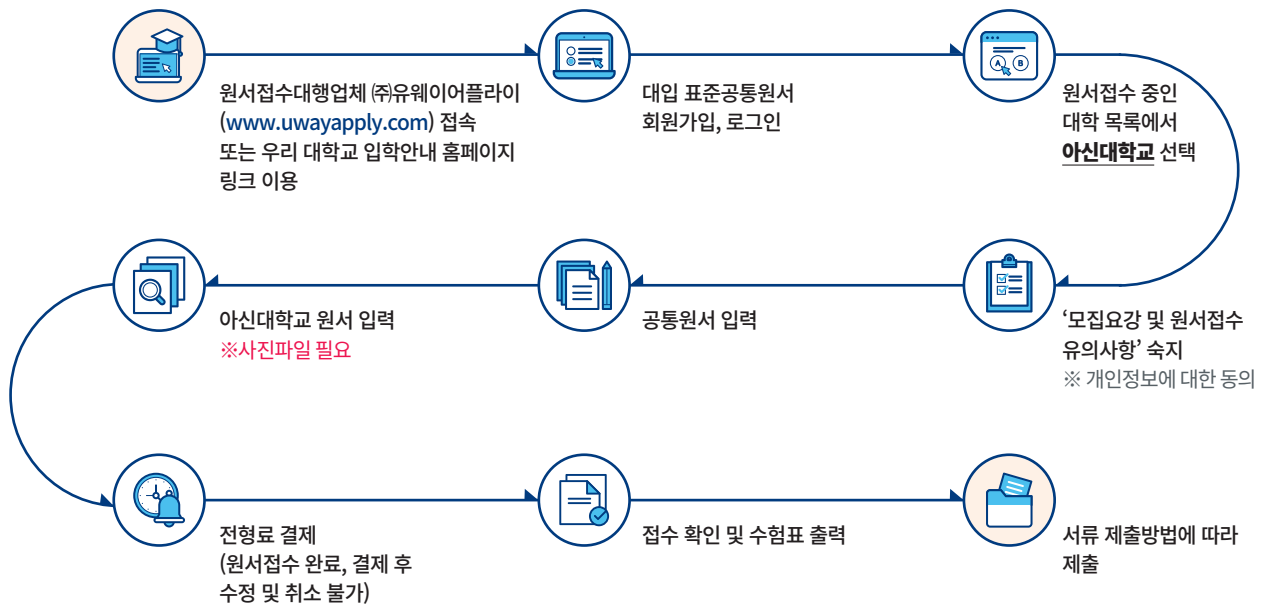 원서접수대행업체 ㈜유웨이어플라이
(www.uwayapply.com) 접속
또는 우리 대학교 입학안내 홈페이지
링크 이용
대입 표준공통원서
회원가입, 로그인
A B
원서접수 중인
대학 목록에서
아신대학교 선택
‘모집요강 및 원서접수
유의사항’ 숙지
※ 개인정보에 대한 동의
공통원서 입력
아신대학교 원서 입력
※사진파일 필요
전형료 결제
(원서접수 완료, 결제 후
수정 및 취소 불가)
접수 확인 및 수험표 출력
서류 제출방법에 따라
제출